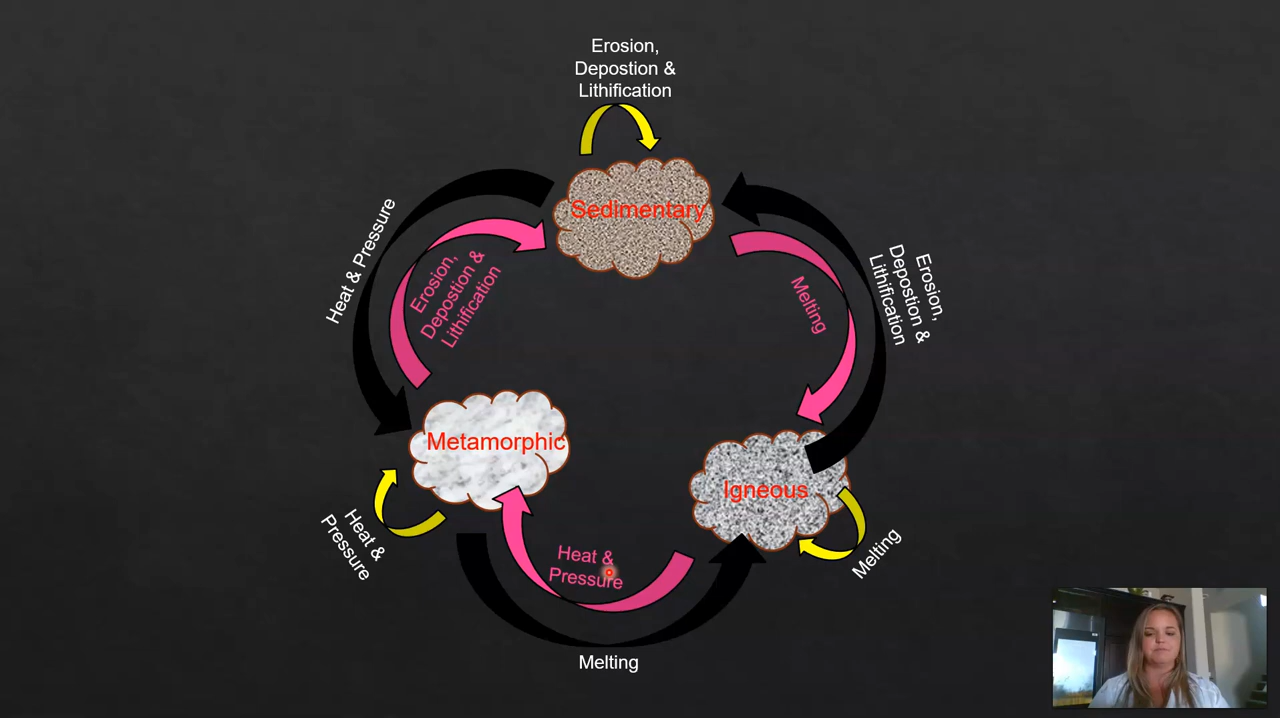 Erosion,
Depostion &
Lithification
Sedimentary
Heat & Pressure
Erosion,
Depostion &
Lithification
Melting
Erosion,
Depostion &
Lithification
Metamorphic
Igneous
Heat &
Pressure
Heat &
Pressure
Melting
Melting